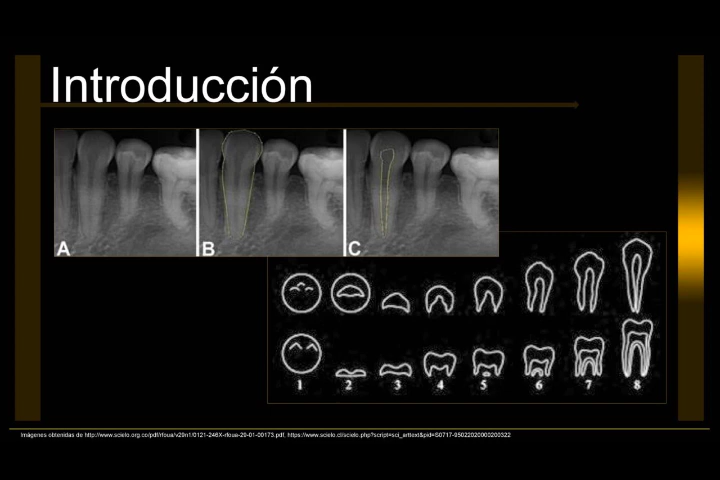 Introducción
A B C
1 2 3 4 5 6 7 8
Imágenes obtenidas de http://www.scielo.org.co/pdf/rfoua/v29n1/0121-246X-rfoua-29-01-00173.pdf, https://www.scielo.cl/scielo.php?script=sci_arttext&pid=S0717-95022020000200322